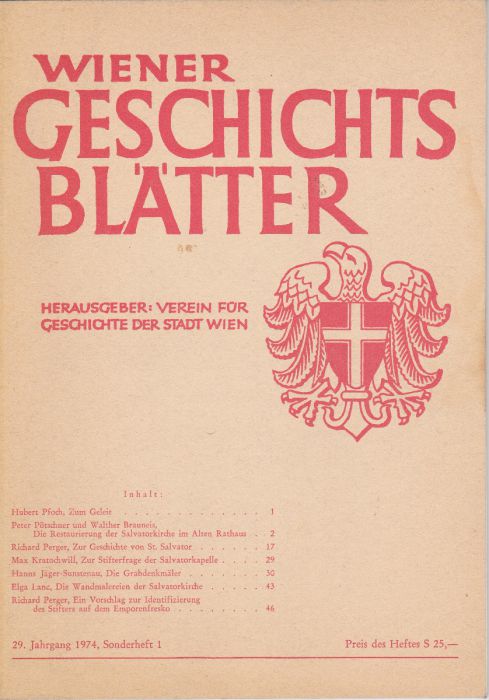 WIENER
GESCHICHTS
BLÄTTER
HERAUSGEBER: VEREIN FÜR
GESCHICHTE DER STADT WIEN
Inhalt:
Hubert Pfoch, Zum Geleit . . . . . . . . . . . . . 1
Peter Pötschner und Walther Brauneis,
Die Restaurierung der Salvatorkirche im Alten Rathaus . 2
Richard Perger, Zur Geschichte von St. Salvator . . . . . . 17
Max Kratochwill, Zur Stifterfrage der Salvatorkapelle . . . . 29
Hanns Jäger-Sunstenau, Die Grabdenkmäler . . . . . . . 30
Elga Lanc, Die Wandmalereien der Salvatorkirche . . . . . 43
Richard Perger, Ein Vorschlag zur Identifizierung
des Stifters auf dem Emporenfresko . . . . . . . . 46
29. Jahrgang 1974, Sonderheft 1
Preis des Heftes S 25,—